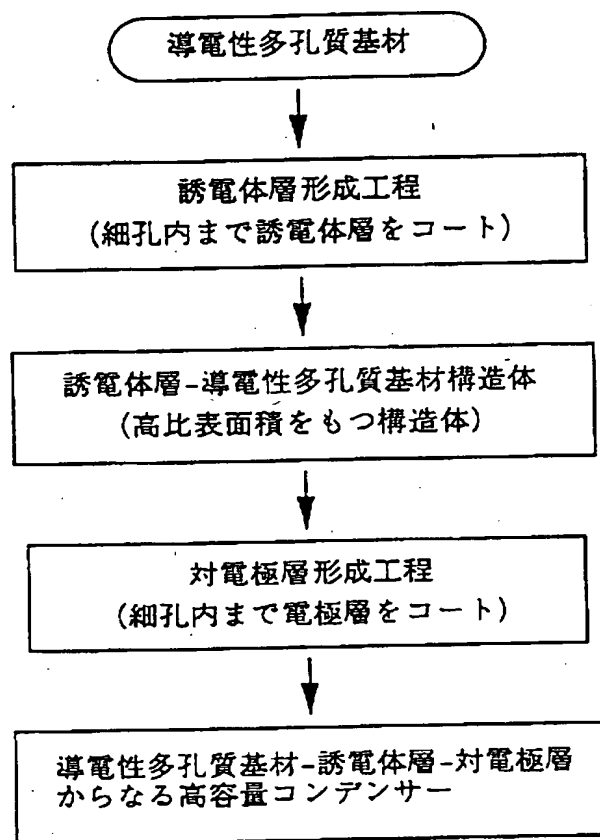 導電性多孔質基材
誘電体層形成工程
(細孔内まで誘電体層をコート)
誘電体層-導電性多孔質基材構造体
(高比表面積をもつ構造体)
対電極層形成工程
(細孔内まで電極層をコート)
導電性多孔質基材-誘電体層-対電極層
からなる高容量コンデンサー